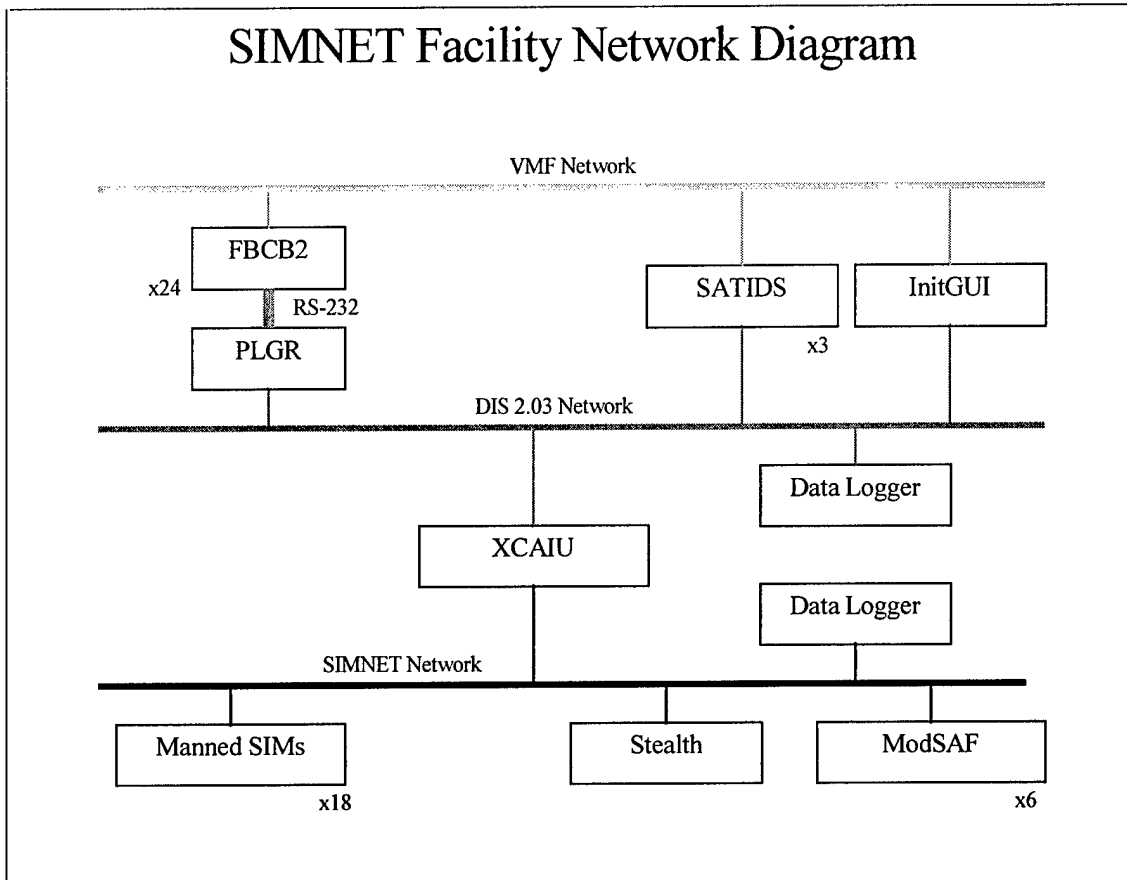 SIMNET Facility Network Diagram
VMF Network
FBCB2
x24
RS-232
PLGR
SATIDS
x3
InitGUI
DIS 2.03 Network
Data Logger
XCAIU
Data Logger
SIMNET Network
Manned SIMs
x18
Stealth
ModSAF
x6